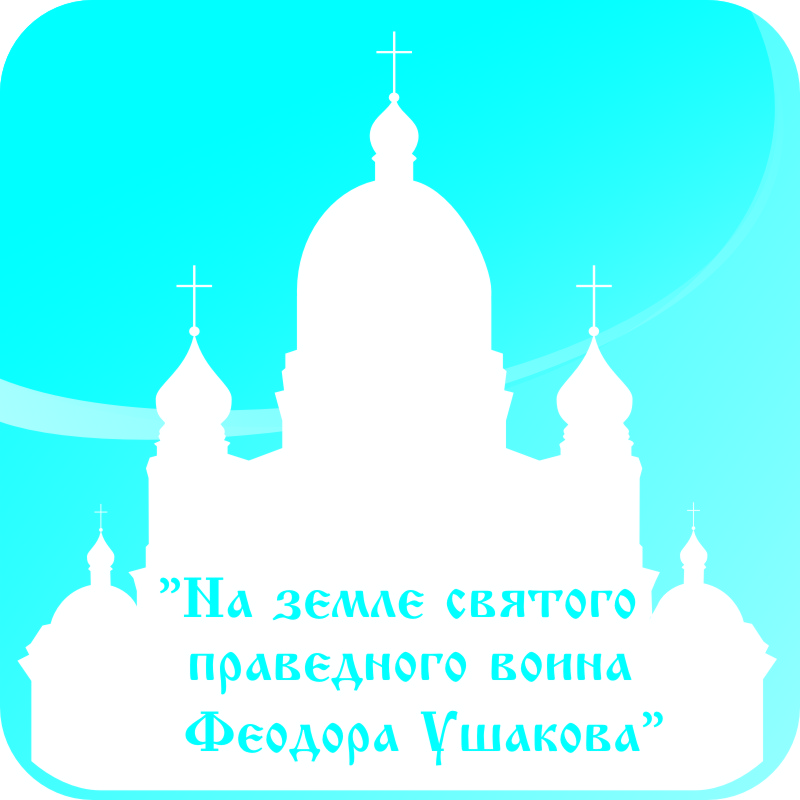 "На земле святого
праведного воина
Феодора Ушакова"